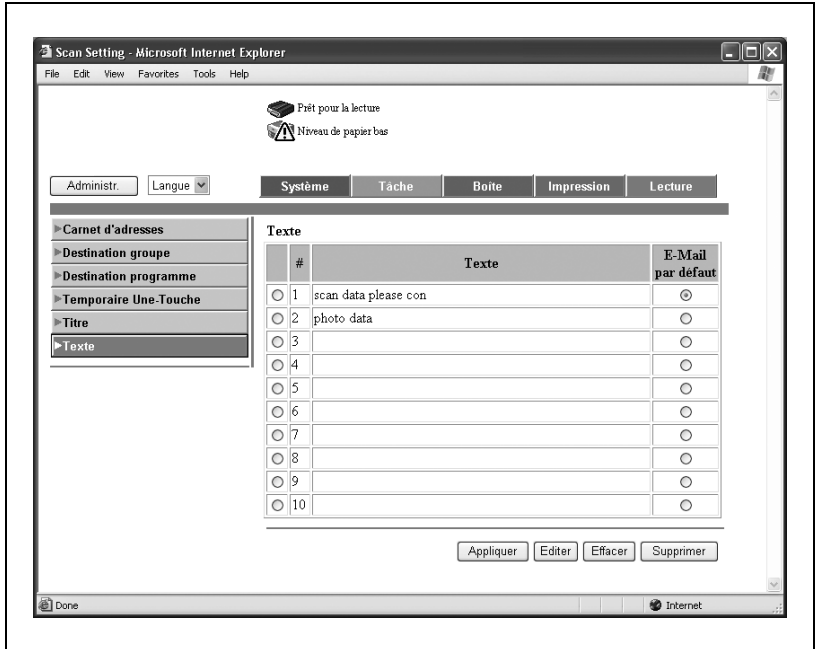 Scan Setting - Microsoft Internet Explorer
File Edit View Favorites Tools Help
Prêt pour la lecture
Niveau de papier bas
Administr. Langue Système Tâche Boîte Impression Lecture
Carnet d'adresses
Destination groupe
Destination programme
Temporaire Une-Touche
Titre
Texte
Texte
# Texte E-Mail par défaut
1 scan data please con
2 photo data
3
4
5
6
7
8
9
10
Appliquer Editer Effacer Supprimer
Done Internet